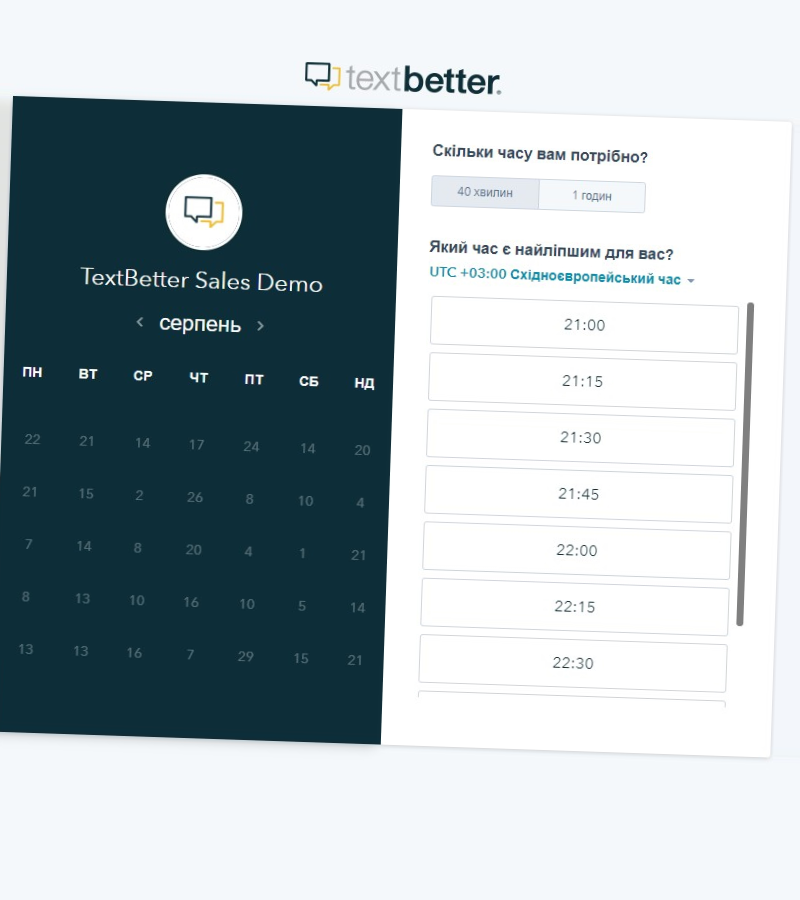 textbetter.
TextBetter Sales Demo
серпень
ПН ВТ СР ЧТ ПТ СБ НД
22 21 14 17 24 14 20
21 15 2 26 8 10 4
7 14 8 20 4 1 21
8 13 10 16 10 5 14
13 13 16 7 29 15 21
Скільки часу вам потрібно?
40 хвилин 1 годин
Який час є найліпшим для вас?
UTC +03:00 Східноєвропейський час
21:00
21:15
21:30
21:45
22:00
22:15
22:30